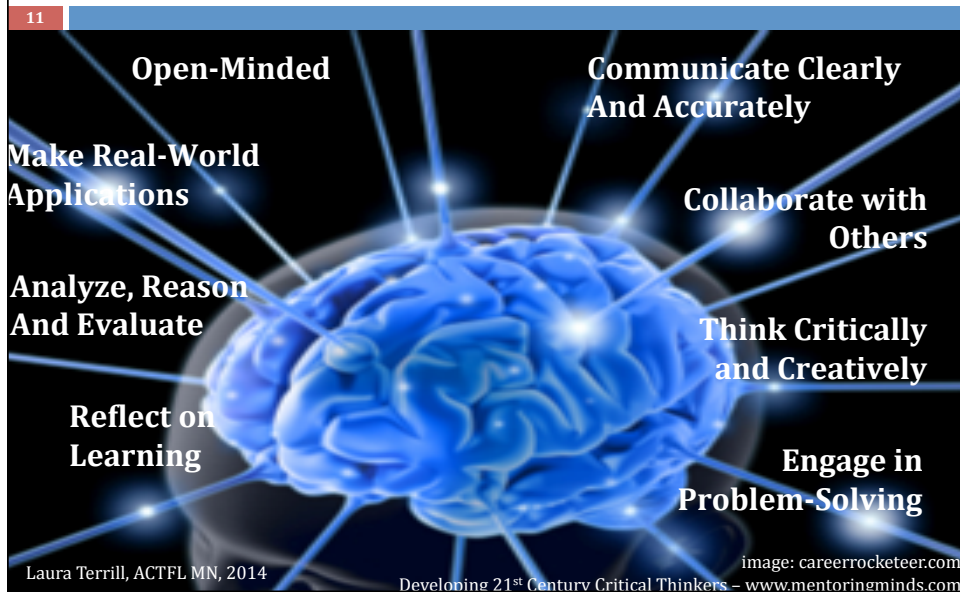 11
Open-Minded
Communicate Clearly
And Accurately
Make Real-World
Applications
Collaborate with
Others
Analyze, Reason
And Evaluate
Think Critically
and Creatively
Reflect on
Learning
Engage in
Problem-Solving
image: careerrocketeer.com
Laura Terrill, ACTFL MN, 2014
Developing 21st Century Critical Thinkers – www.mentoringminds.com